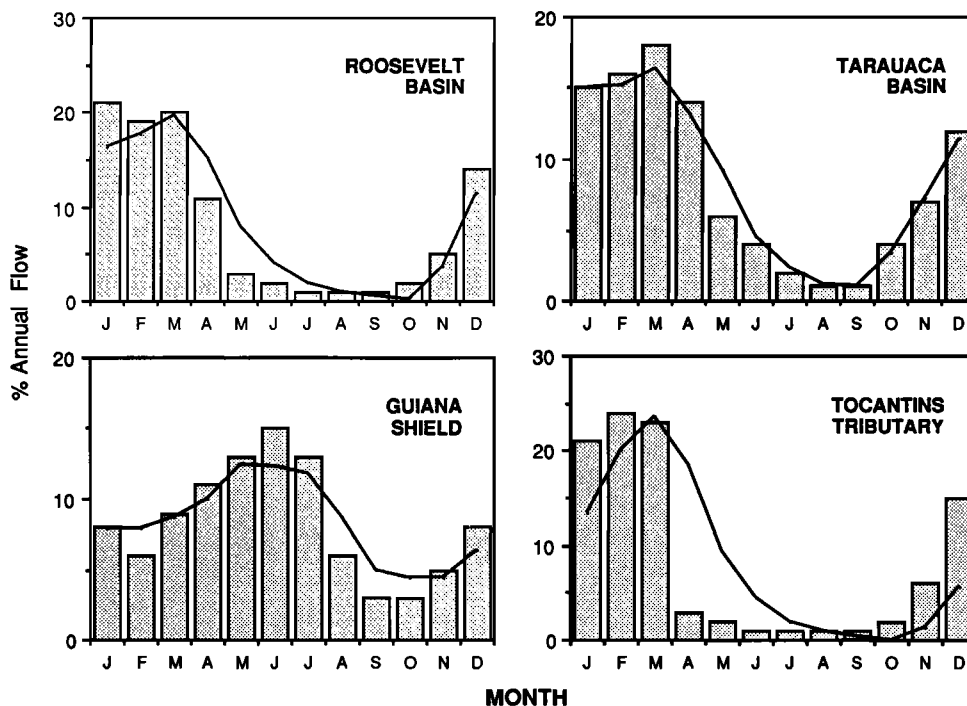 % Annual Flow
30
20
10
0
ROOSEVELT
BASIN
J F M A M J J A S O N D
20
10
0
TARAUACA
BASIN
J F M A M J J A S O N D
20
10
0
GUIANA
SHIELD
J F M A M J J A S O N D
30
20
10
0
TOCANTINS
TRIBUTARY
J F M A M J J A S O N D
MONTH